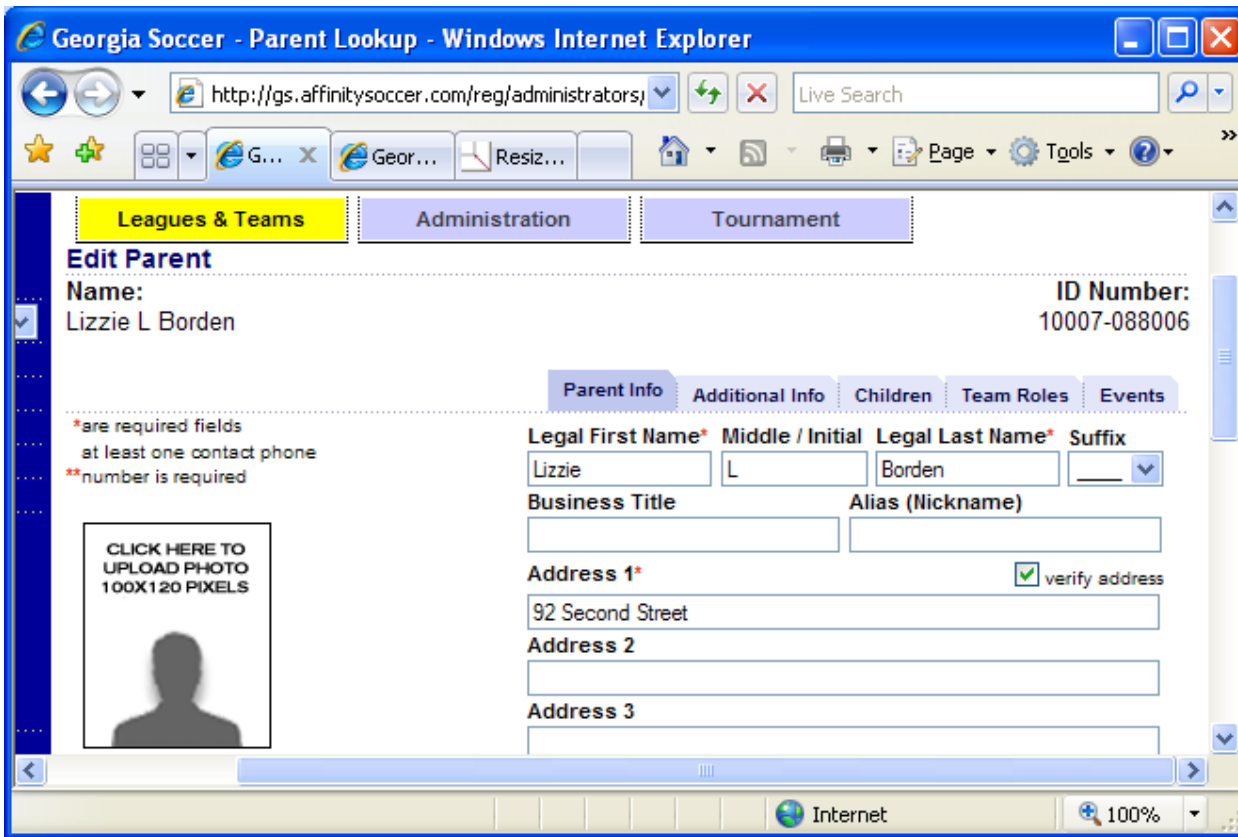 Georgia Soccer - Parent Lookup - Windows Internet Explorer
http://gs.affinitysoccer.com/reg/administrators/
Live Search
G... Geor... Resiz... Page Tools
Leagues & Teams Administration Tournament
Edit Parent
Name: ID Number:
Lizzie L Borden 10007-088006
Parent Info Additional Info Children Team Roles Events
*are required fields
at least one contact phone
**number is required
Legal First Name* Middle / Initial Legal Last Name* Suffix
Lizzie L Borden ____
Business Title Alias (Nickname)
CLICK HERE TO
UPLOAD PHOTO
100X120 PIXELS
Address 1* verify address
92 Second Street
Address 2
Address 3
Internet 100%